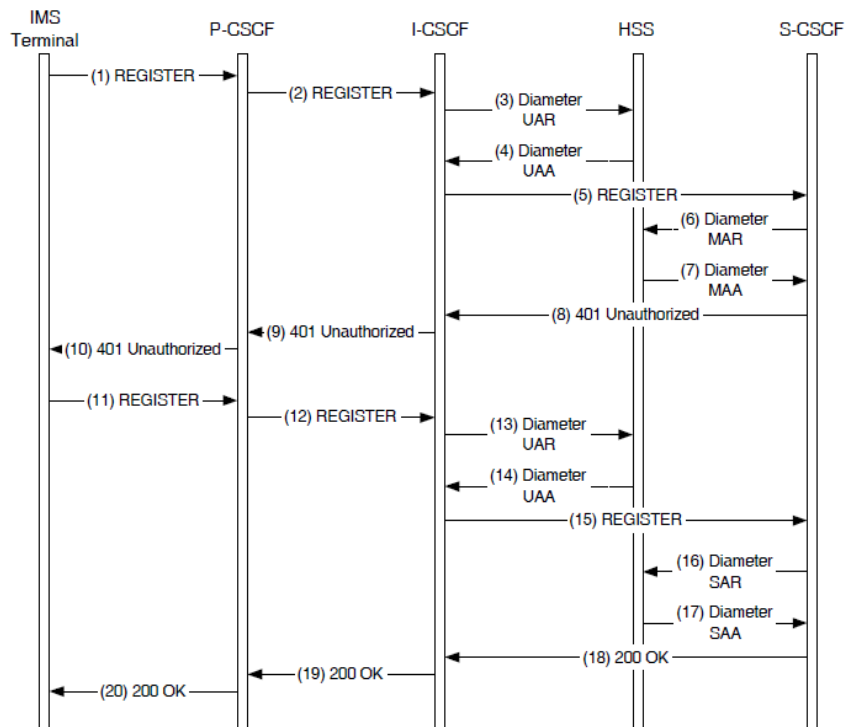 IMS
Terminal
P-CSCF
I-CSCF
HSS
S-CSCF
(1) REGISTER
(2) REGISTER
(3) Diameter
UAR
(4) Diameter
UAA
(5) REGISTER
(6) Diameter
MAR
(7) Diameter
MAA
(8) 401 Unauthorized
(9) 401 Unauthorized
(10) 401 Unauthorized
(11) REGISTER
(12) REGISTER
(13) Diameter
UAR
(14) Diameter
UAA
(15) REGISTER
(16) Diameter
SAR
(17) Diameter
SAA
(18) 200 OK
(19) 200 OK
(20) 200 OK